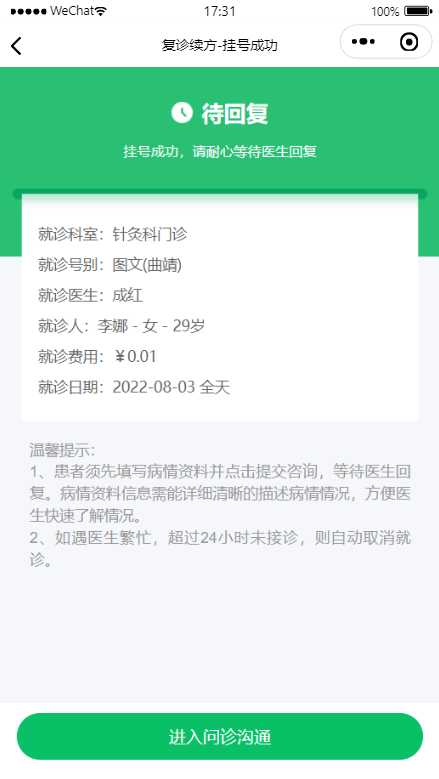 WeChat 17:31 100%
复诊续方-挂号成功
待回复
挂号成功，请耐心等待医生回复
就诊科室：针灸科门诊
就诊号别：图文(曲靖)
就诊医生：成红
就诊人：李娜 - 女 - 29岁
就诊费用：￥0.01
就诊日期：2022-08-03 全天
温馨提示：
1、患者须先填写病情资料并点击提交咨询，等待医生回
复。病情资料信息需能详细清晰的描述病情情况，方便医
生快速了解情况。
2、如遇医生繁忙，超过24小时未接诊，则自动取消就
诊。
进入问诊沟通